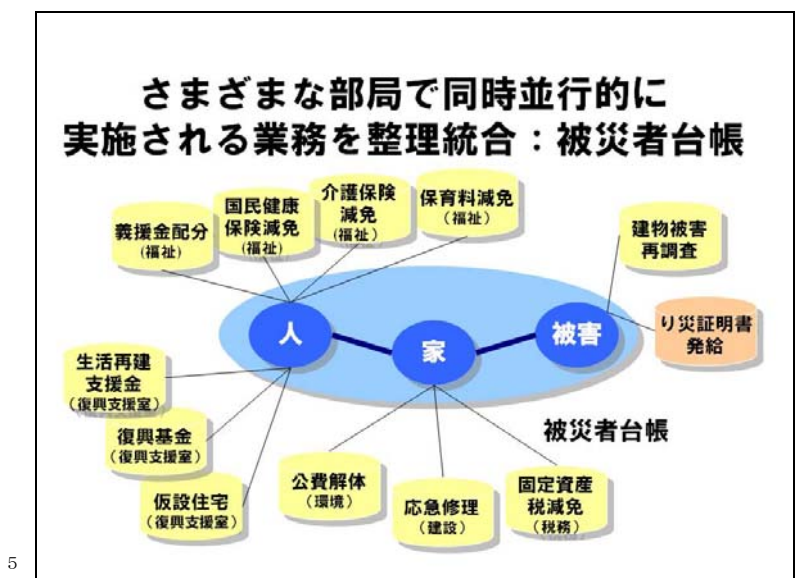 さまざまな部局で同時並行的に
実施される業務を整理統合：被災者台帳
義援金配分
(福祉)
国民健康
保険減免
(福祉)
介護保険
減免
(福祉)
保育料減免
(福祉)
建物被害
再調査
り災証明書
発給
人
家
被害
生活再建
支援金
(復興支援室)
復興基金
(復興支援室)
仮設住宅
(復興支援室)
公費解体
(環境)
応急修理
(建設)
固定資産
税減免
(税務)
被災者台帳
5